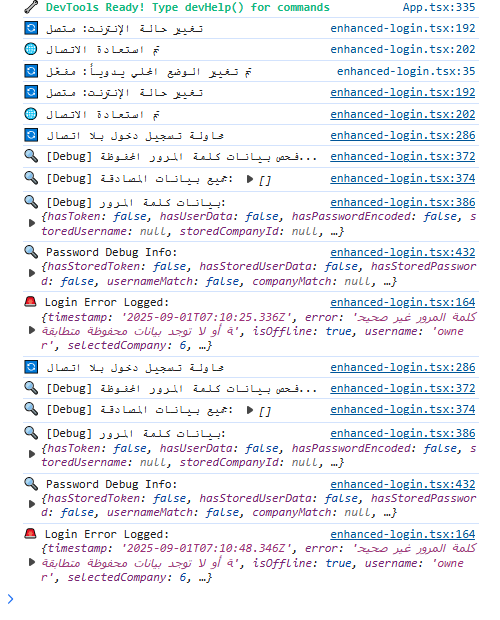 DevTools Ready! Type devHelp() for commands App.tsx:335
تغيير حالة الإنترنت: متصل enhanced-login.tsx:192
تم استعادة الاتصال enhanced-login.tsx:202
تم تغيير الوضع المحلي يدوياً: مفعّل enhanced-login.tsx:35
تغيير حالة الإنترنت: متصل enhanced-login.tsx:192
تم استعادة الاتصال enhanced-login.tsx:202
محاولة تسجيل دخول بلا اتصال enhanced-login.tsx:286
[Debug] فحص بيانات كلمة المرور المحفوظة... enhanced-login.tsx:372
[Debug] جميع بيانات المصادقة: ▶ [] enhanced-login.tsx:374
[Debug] بيانات كلمة المرور: enhanced-login.tsx:386
{hasToken: false, hasUserData: false, hasPasswordEncoded: false, s
toredUsername: null, storedCompanyId: null, …}
Password Debug Info: enhanced-login.tsx:432
{hasStoredToken: false, hasStoredUserData: false, hasStoredPasswor
d: false, usernameMatch: false, companyMatch: null, …}
Login Error Logged: enhanced-login.tsx:164
{timestamp: '2025-09-01T07:10:25.336Z', error: 'كلمة المرور غير صحيح
ة أو لا توجد بيانات محفوظة متطابقة', isOffline: true, username: 'owne
r', selectedCompany: 6, …}
محاولة تسجيل دخول بلا اتصال enhanced-login.tsx:286
[Debug] فحص بيانات كلمة المرور المحفوظة... enhanced-login.tsx:372
[Debug] جميع بيانات المصادقة: ▶ [] enhanced-login.tsx:374
[Debug] بيانات كلمة المرور: enhanced-login.tsx:386
{hasToken: false, hasUserData: false, hasPasswordEncoded: false, s
toredUsername: null, storedCompanyId: null, …}
Password Debug Info: enhanced-login.tsx:432
{hasStoredToken: false, hasStoredUserData: false, hasStoredPasswor
d: false, usernameMatch: false, companyMatch: null, …}
Login Error Logged: enhanced-login.tsx:164
{timestamp: '2025-09-01T07:10:48.346Z', error: 'كلمة المرور غير صحيح
ة أو لا توجد بيانات محفوظة متطابقة', isOffline: true, username: 'owne
r', selectedCompany: 6, …}